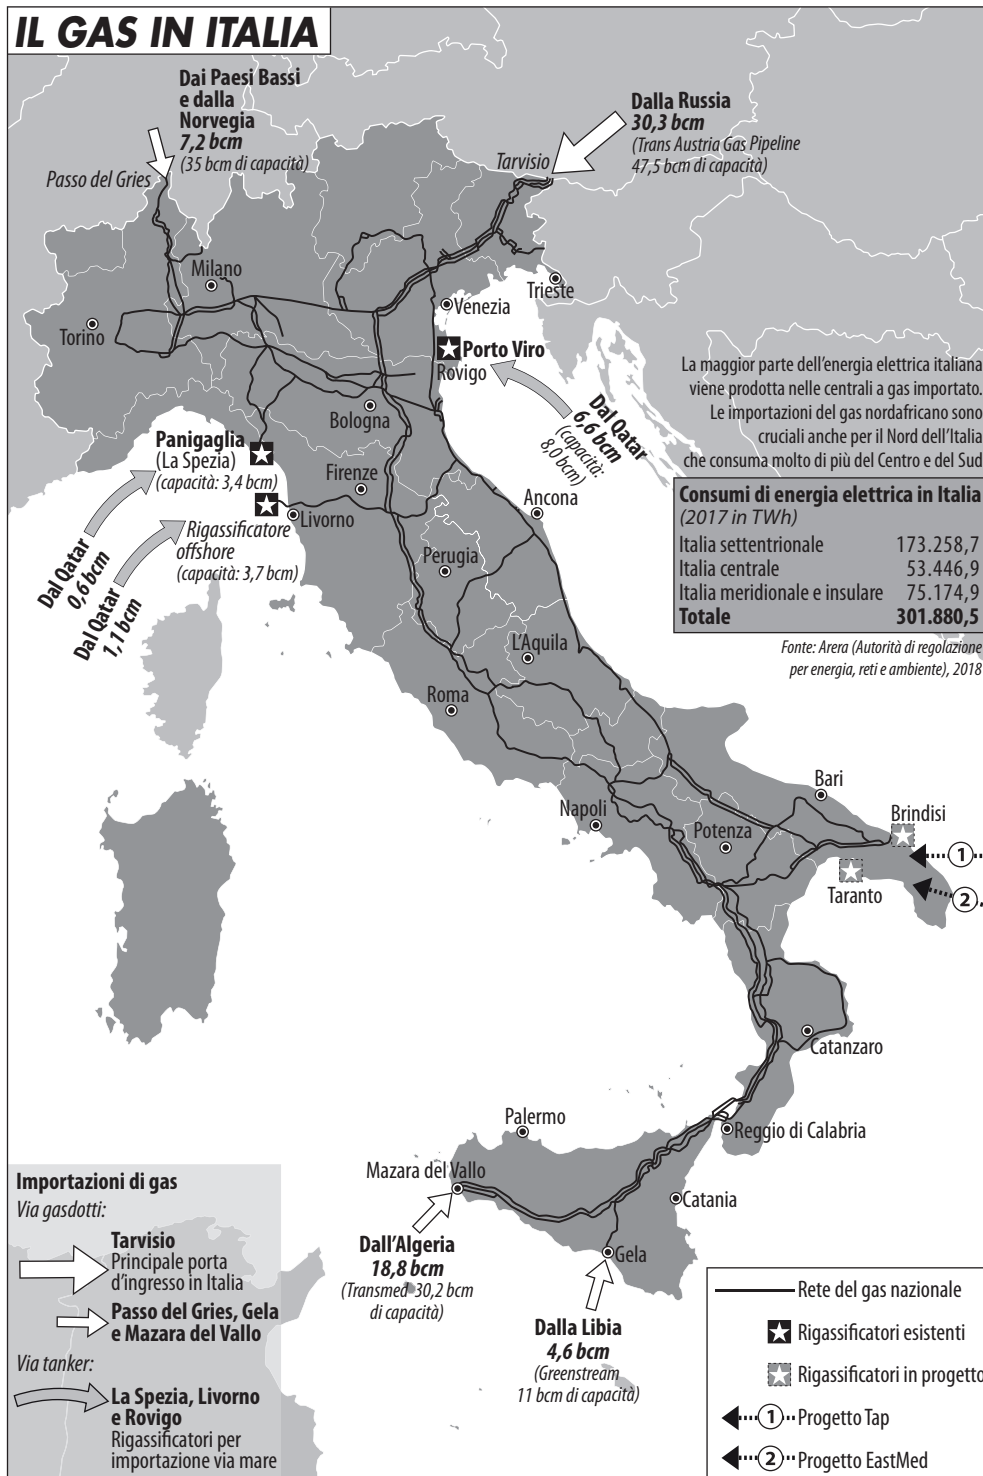 IL GAS IN ITALIA
Dai Paesi Bassi
e dalla
Norvegia
7,2 bcm
(35 bcm di capacità)
Passo del Gries
Dalla Russia
30,3 bcm
(Trans Austria Gas Pipeline
47,5 bcm di capacità)
Tarvisio
Milano
Torino
Venezia
Trieste
Porto Viro
Rovigo
Dal Qatar
6,6 bcm
(capacità:
8,0 bcm)
La maggior parte dell'energia elettrica italiana
viene prodotta nelle centrali a gas importato.
Le importazioni del gas nordafricano sono
cruciali anche per il Nord dell'Italia
che consuma molto di più del Centro e del Sud
Consumi di energia elettrica in Italia
(2017 in TWh)
Italia settentrionale 173.258,7
Italia centrale 53.446,9
Italia meridionale e insulare 75.174,9
Totale 301.880,5
Fonte: Arera (Autorità di regolazione
per energia, reti e ambiente), 2018
Bologna
Panigaglia
(La Spezia)
(capacità: 3,4 bcm)
Firenze
Livorno
Rigassificatore
offshore
(capacità: 3,7 bcm)
Dal Qatar
0,6 bcm
Dal Qatar
1,1 bcm
Ancona
Perugia
L'Aquila
Roma
Napoli
Potenza
Bari
Brindisi
Taranto
1
2
Catanzaro
Reggio di Calabria
Palermo
Mazara del Vallo
Catania
Gela
Dall'Algeria
18,8 bcm
(Transmed 30,2 bcm
di capacità)
Dalla Libia
4,6 bcm
(Greenstream
11 bcm di capacità)
Importazioni di gas
Via gasdotti:
Tarvisio
Principale porta
d'ingresso in Italia
Passo del Gries, Gela
e Mazara del Vallo
Via tanker:
La Spezia, Livorno
e Rovigo
Rigassificatori per
importazione via mare
Rete del gas nazionale
Rigassificatori esistenti
Rigassificatori in progetto
1 Progetto Tap
2 Progetto EastMed